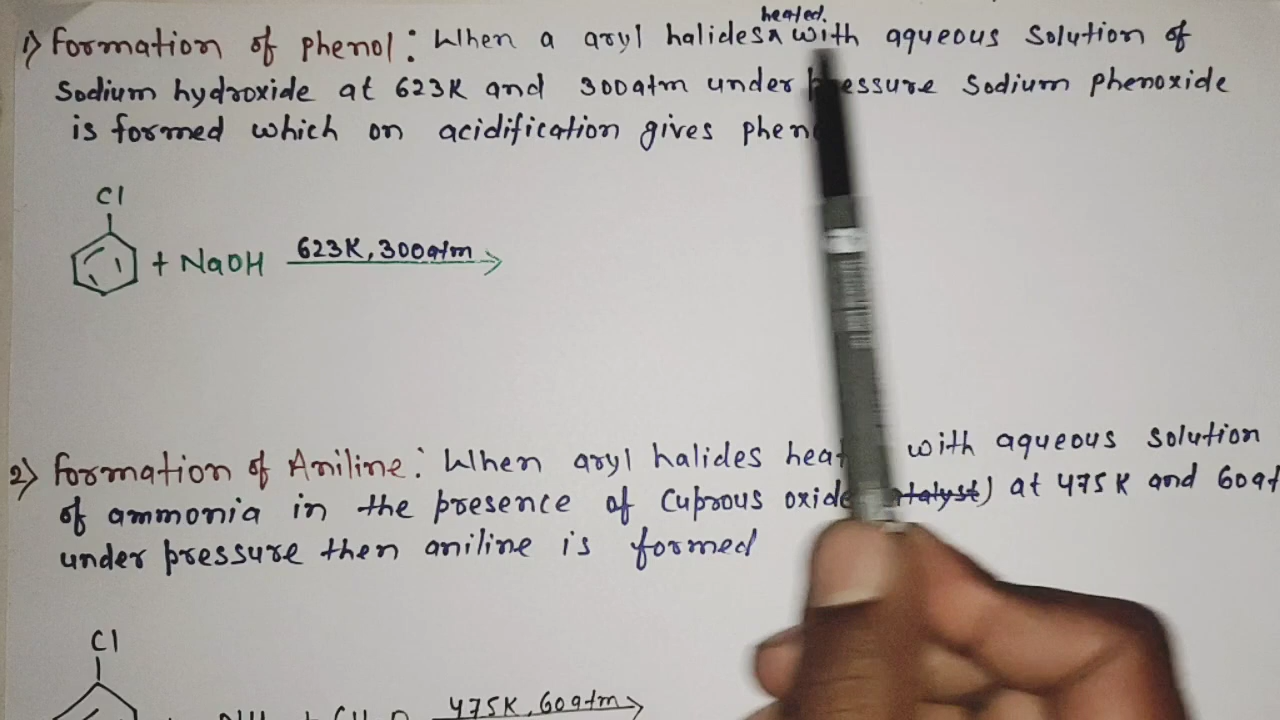 1) Formation of Phenol: When a aryl halides heated. with aqueous solution of
Sodium hydroxide at 623K and 300atm under pressure Sodium phenoxide
is formed which on acidification gives
Cl
+ NaOH 623K, 300atm
2) Formation of Aniline: When aryl halides with aqueous solution
of ammonia in the presence of Cuprous oxide at 475K and
under pressure then aniline is formed
Cl
475K, 60atm